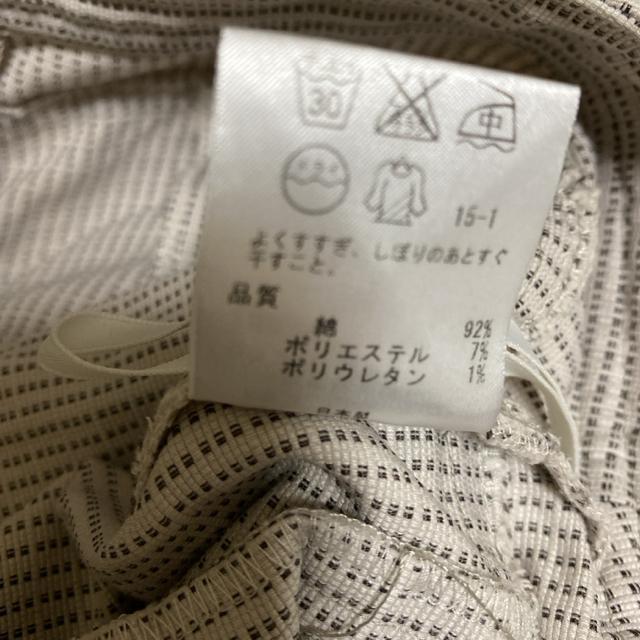 30
中
15-1
よくすすぎ、しぼりのあとすぐ
干すこと。
品質
綿 92%
ポリエステル 7%
ポリウレタン 1%